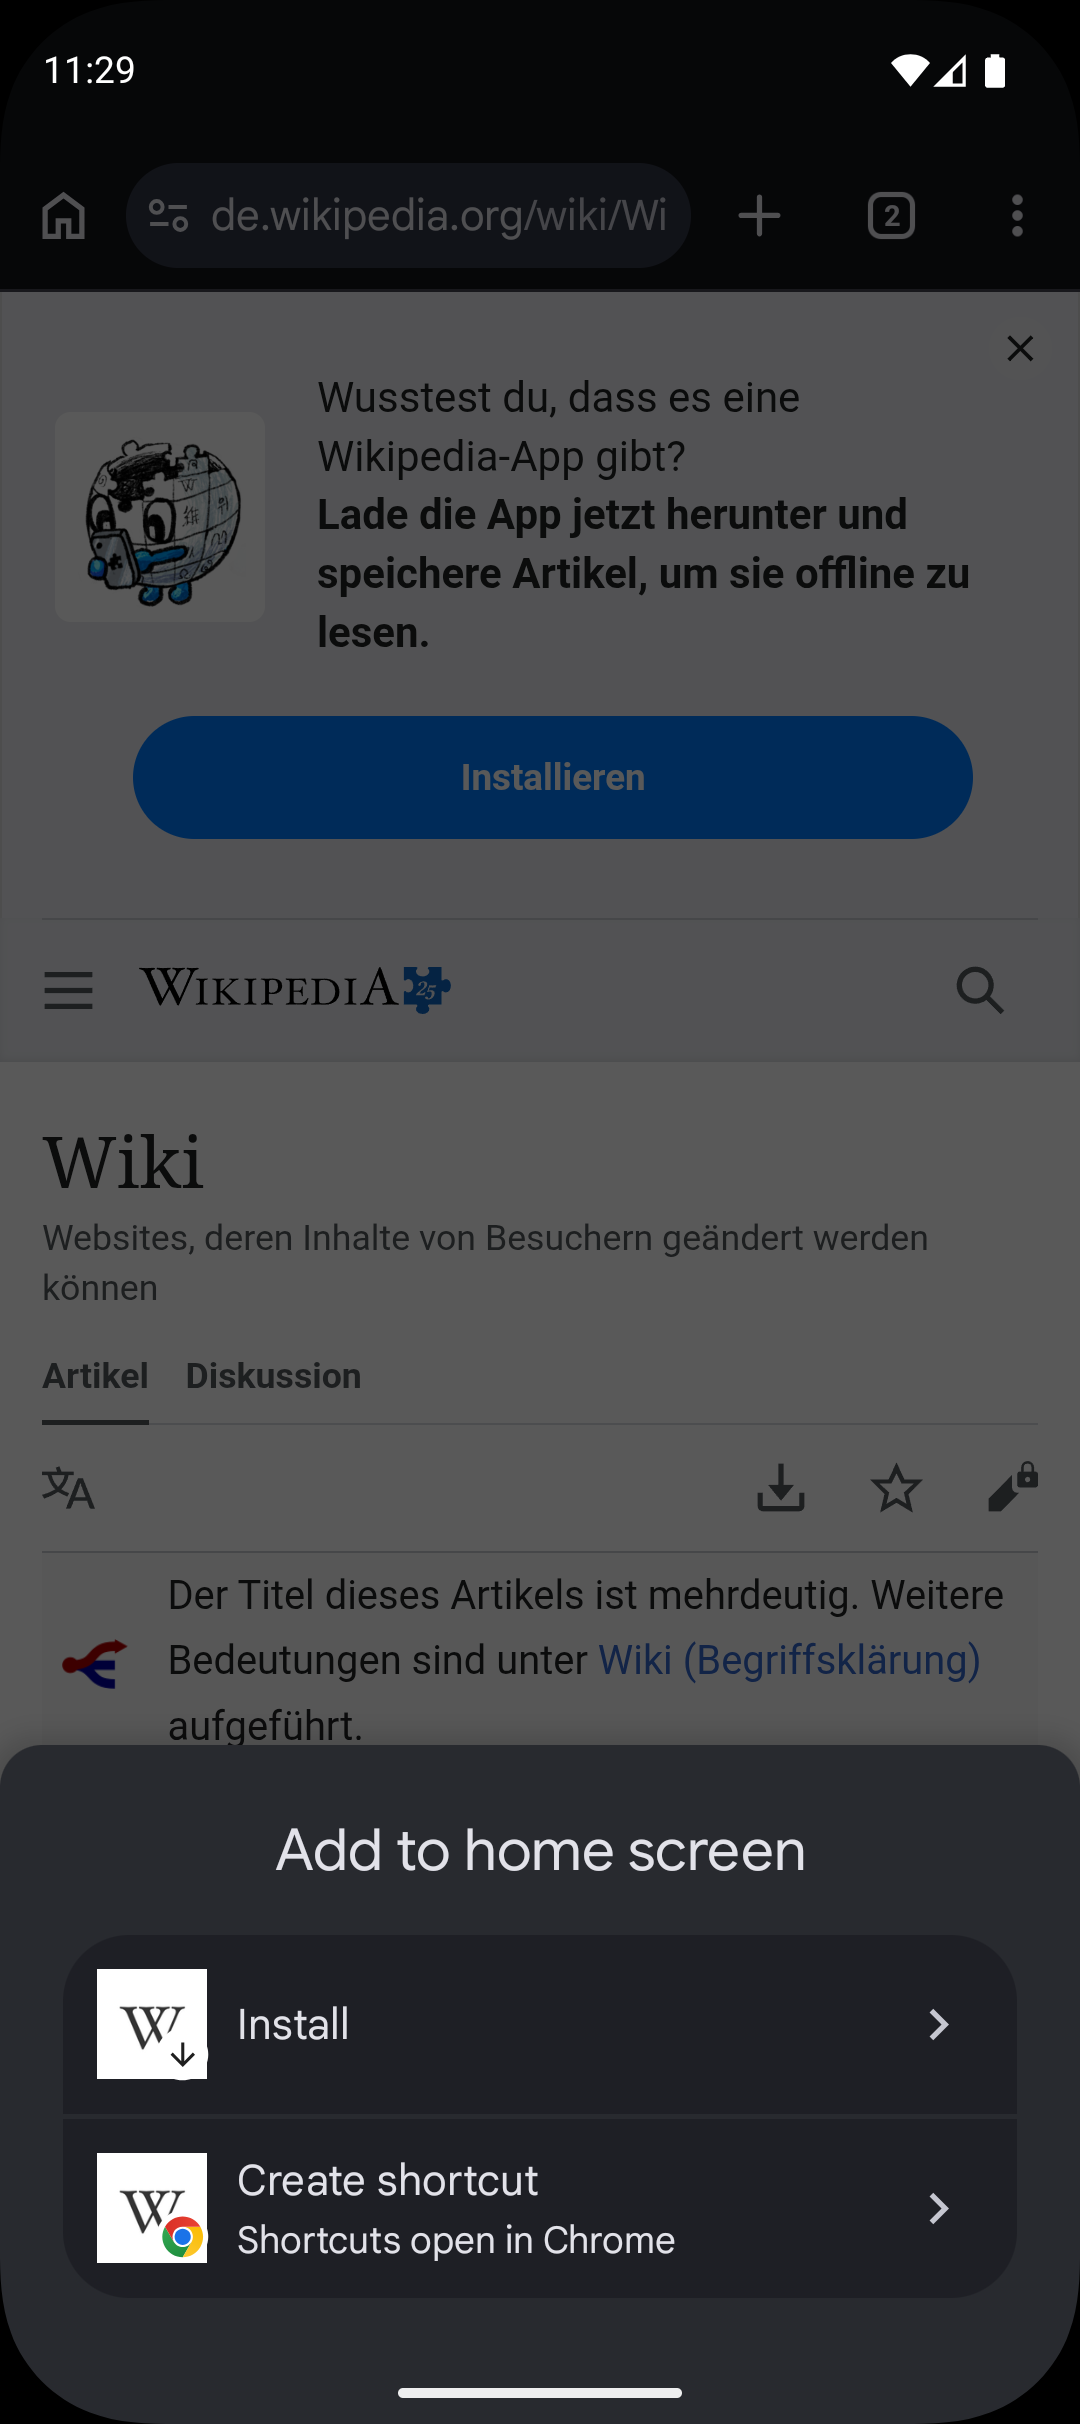 11:29
de.wikipedia.org/wiki/Wi
2
Wusstest du, dass es eine
Wikipedia-App gibt?
Lade die App jetzt herunter und
speichere Artikel, um sie offline zu
lesen.
Installieren
WIKIPEDIA 25
Wiki
Websites, deren Inhalte von Besuchern geändert werden
können
Artikel Diskussion
Der Titel dieses Artikels ist mehrdeutig. Weitere
Bedeutungen sind unter Wiki (Begriffsklärung)
aufgeführt.
Add to home screen
Install
Create shortcut
Shortcuts open in Chrome